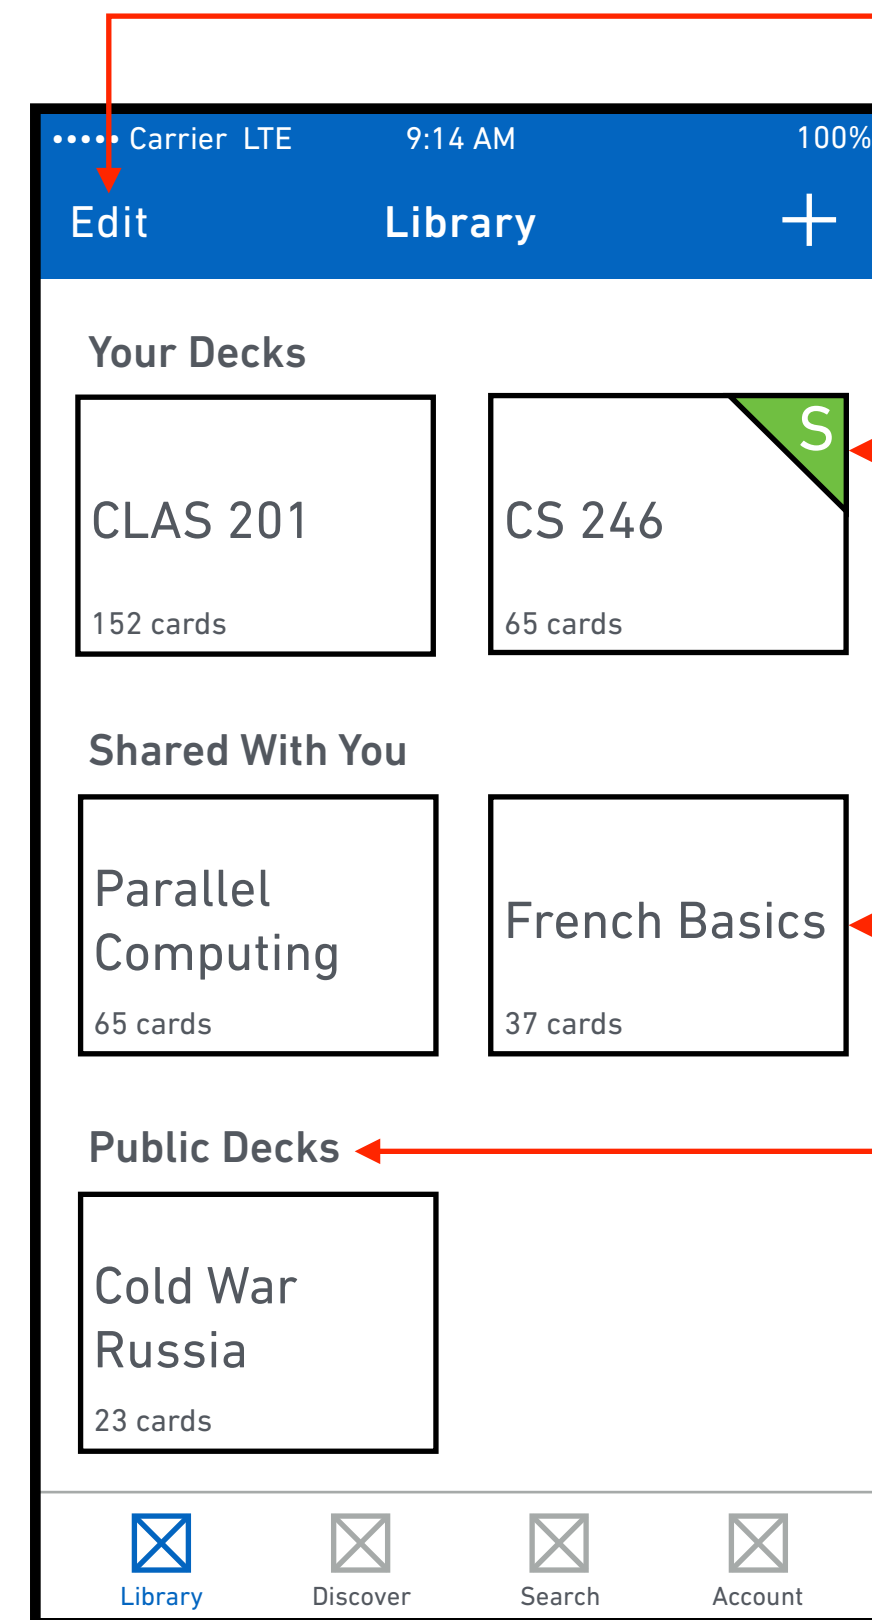 Carrier LTE 9:14 AM 100%
Edit Library
Your Decks
S
CLAS 201 CS 246
152 cards 65 cards
Shared With You
Parallel
Computing
65 cards
French Basics
37 cards
Public Decks
Cold War
Russia
23 cards
Library Discover Search Account